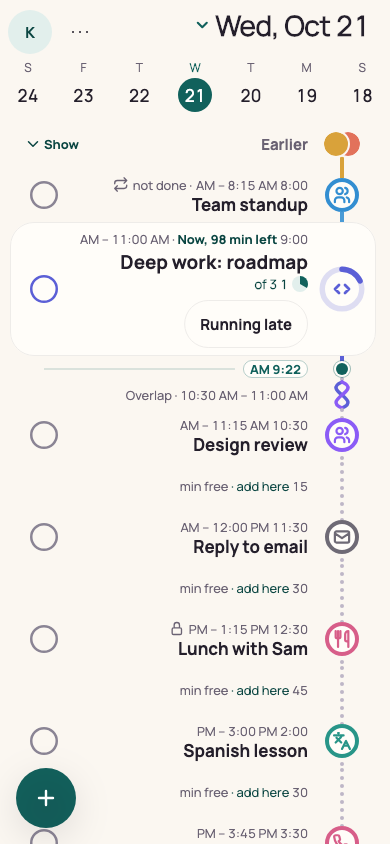 K ··· Wed, Oct 21
S F T W T M S
24 23 22 21 20 19 18
Show Earlier
not done · AM – 8:15 AM 8:00
Team standup
AM – 11:00 AM · Now, 98 min left 9:00
Deep work: roadmap
of 3 1
Running late
AM 9:22
Overlap · 10:30 AM – 11:00 AM
AM – 11:15 AM 10:30
Design review
min free · add here 15
AM – 12:00 PM 11:30
Reply to email
min free · add here 30
PM – 1:15 PM 12:30
Lunch with Sam
min free · add here 45
PM – 3:00 PM 2:00
Spanish lesson
min free · add here 30
PM – 3:45 PM 3:30